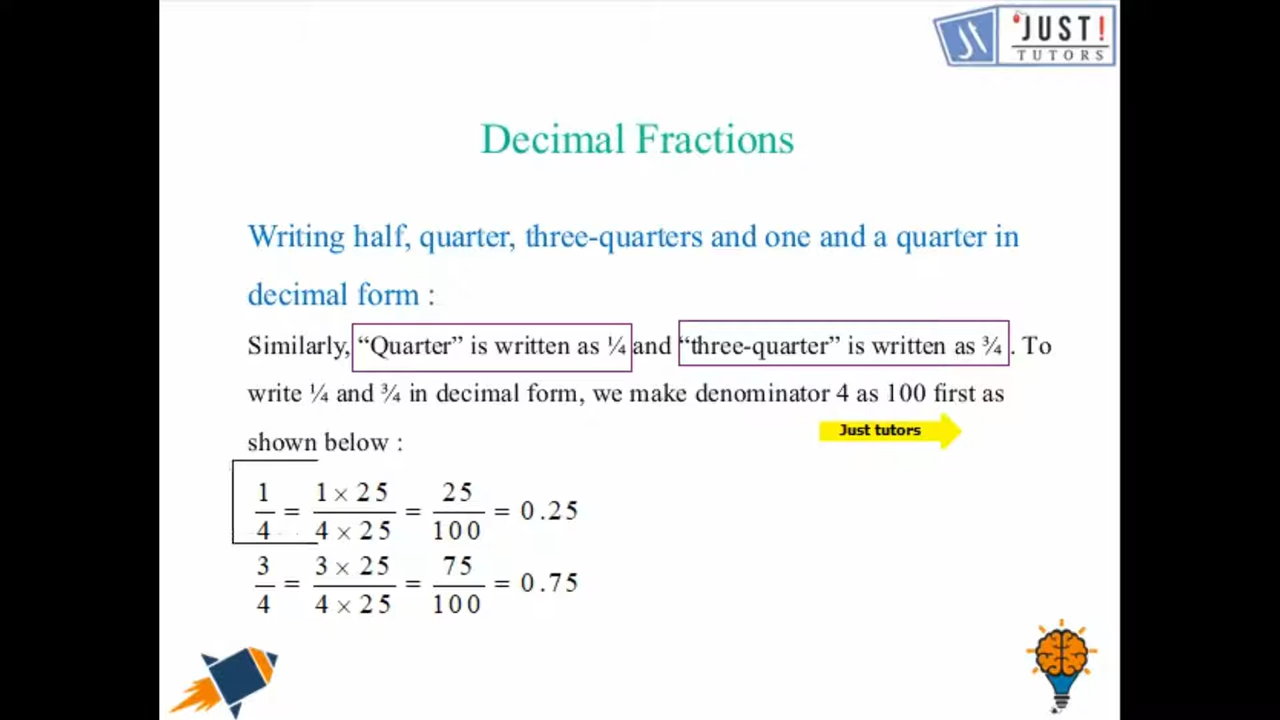 Jt JUST!
TUTORS
Decimal Fractions
Writing half, quarter, three-quarters and one and a quarter in
decimal form :
Similarly, “Quarter” is written as ¼ and “three-quarter” is written as ¾ . To
write ¼ and ¾ in decimal form, we make denominator 4 as 100 first as
Just tutors
shown below :
1/4 = 1 × 25/4 × 25 = 25/100 = 0.25
3/4 = 3 × 25/4 × 25 = 75/100 = 0.75